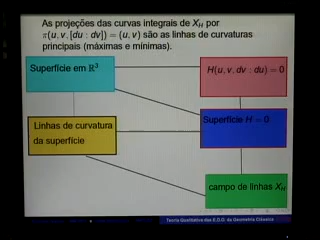 As projeções das curvas integrais de X_H por
π(u, v, [du : dv]) = (u, v) são as linhas de curvaturas
principais (máximas e mínimas).
Superfície em ℝ³
H(u, v, dv : du) = 0
Linhas de curvatura
da superfície
Superfície H = 0
campo de linhas X_H
Teoria Qualitativa das E.D.O. da Geometria Clássica